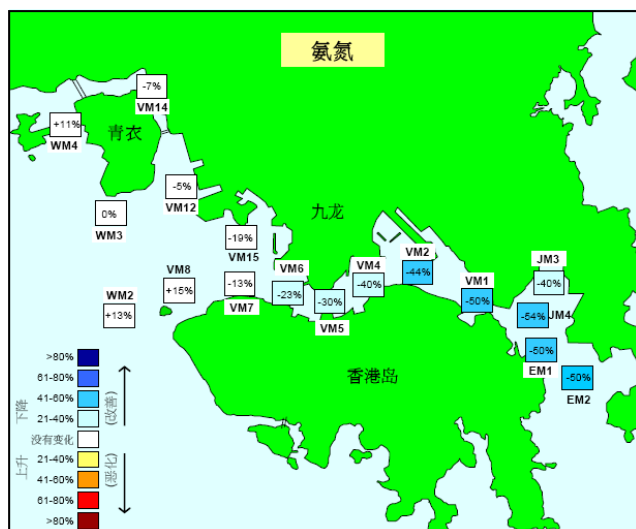 氨氮
-7%
VM14
+11%
WM4
青衣
-5%
VM12
0%
WM3
九龙
-19%
VM15
VM8
+15%
WM2
+13%
-13%
VM7
VM6
-23%
-30%
VM5
VM4
-40%
VM2
-44%
VM1
-50%
JM3
-40%
-54%
JM4
-50%
EM1
-50%
EM2
香港岛
>80%
61-80%
41-60%
21-40%
没有变化
21-40%
41-60%
61-80%
>80%
下降
(改善)
上升
(恶化)